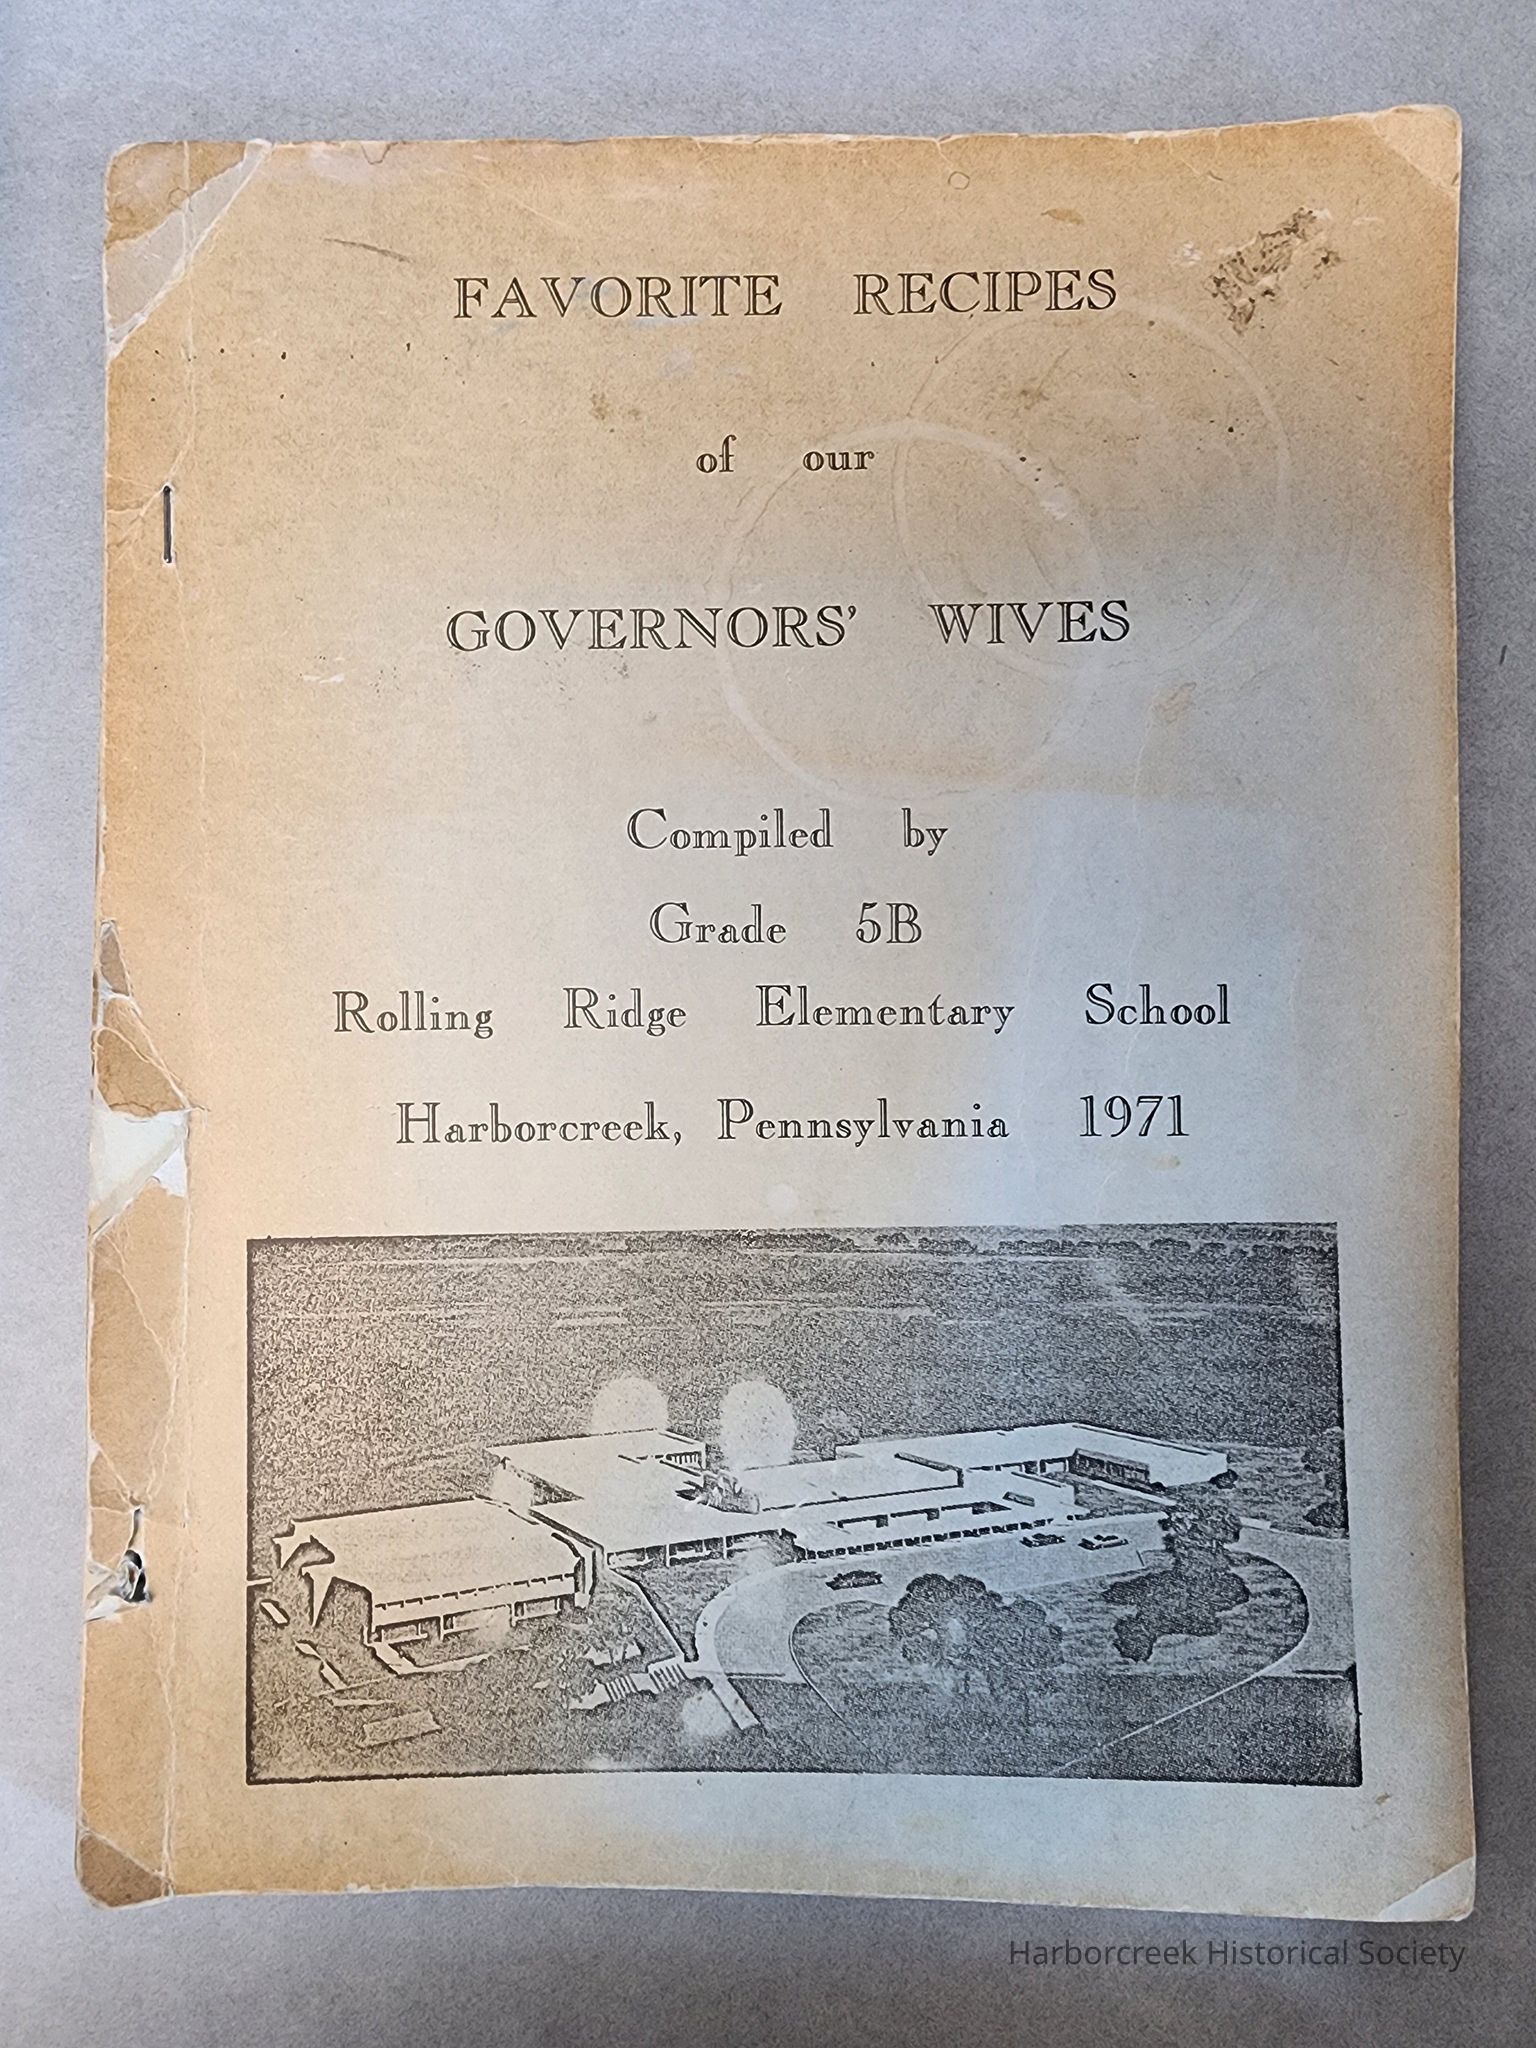 FAVORITE RECIPES
of our
GOVERNORS' WIVES
Compiled by
Grade 5B
Rolling Ridge Elementary School
Harborcreek, Pennsylvania 1971
Harborcreek Historical Society